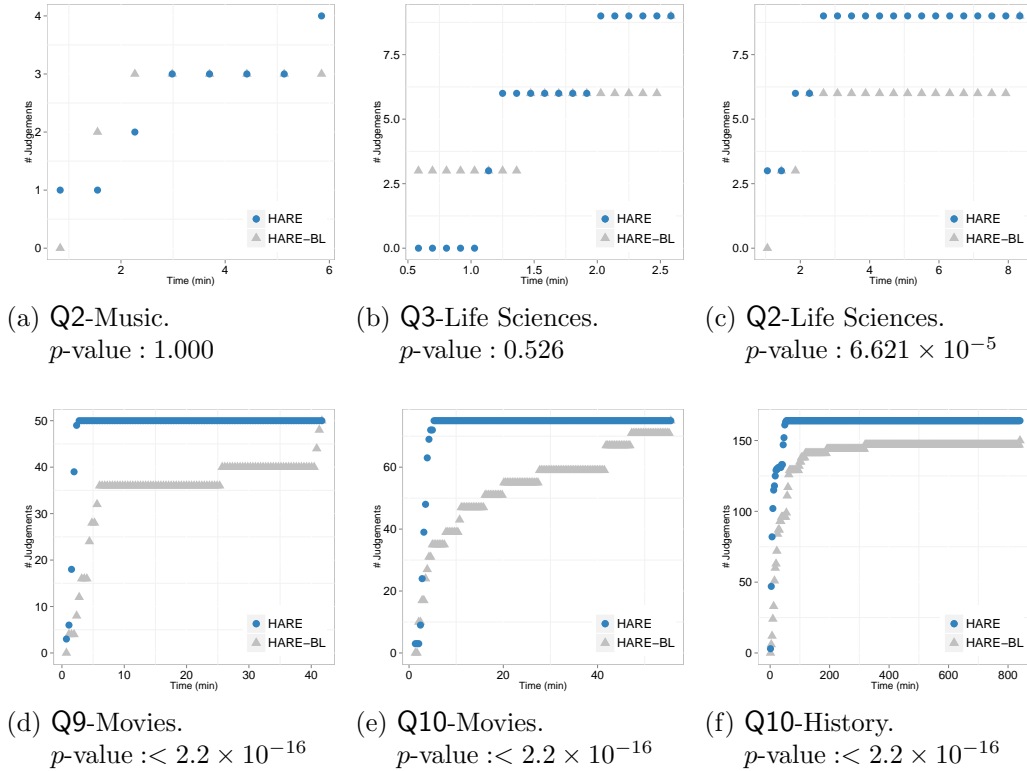 4
3
2
1
0
# Judgements
2
4
6
Time (min)
HARE
HARE−BL
(a) Q2-Music.
p-value : 1.000
7.5
5.0
2.5
0.0
# Judgements
0.5
1.0
1.5
2.0
2.5
Time (min)
HARE
HARE−BL
(b) Q3-Life Sciences.
p-value : 0.526
7.5
5.0
2.5
0.0
# Judgements
2
4
6
8
Time (min)
HARE
HARE−BL
(c) Q2-Life Sciences.
p-value : 6.621 × 10⁻⁵
50
40
30
20
10
0
# Judgements
0
10
20
30
40
Time (min)
HARE
HARE−BL
(d) Q9-Movies.
p-value :< 2.2 × 10⁻¹⁶
60
40
20
0
# Judgements
0
20
40
Time (min)
HARE
HARE−BL
(e) Q10-Movies.
p-value :< 2.2 × 10⁻¹⁶
150
100
50
0
# Judgements
0
200
400
600
800
Time (min)
HARE
HARE−BL
(f) Q10-History.
p-value :< 2.2 × 10⁻¹⁶